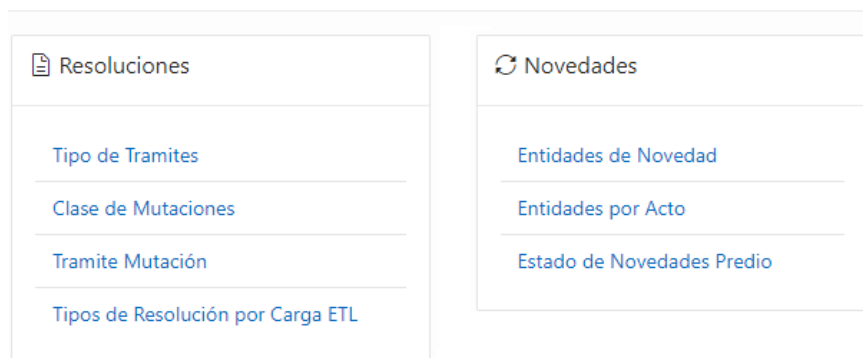 Resoluciones
Tipo de Tramites
Clase de Mutaciones
Tramite Mutación
Tipos de Resolución por Carga ETL
Novedades
Entidades de Novedad
Entidades por Acto
Estado de Novedades Predio